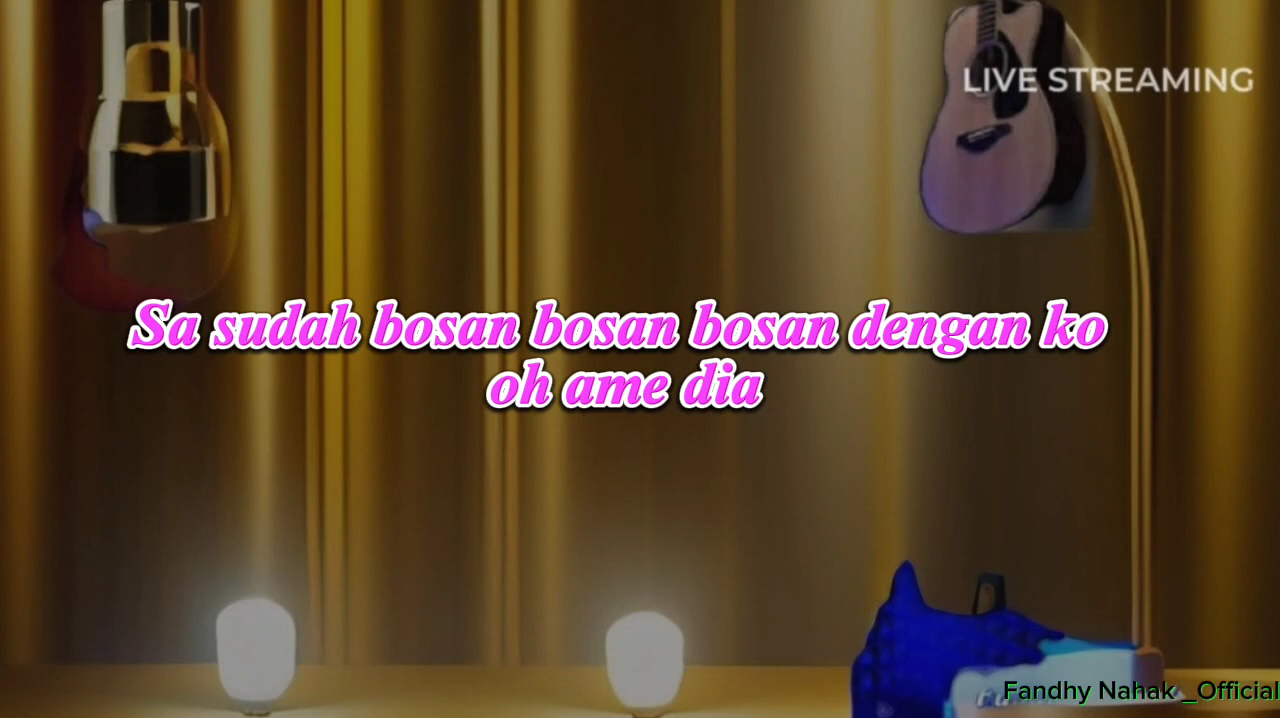 LIVE STREAMING
Sa sudah bosan bosan bosan dengan ko
oh ame dia
Fandhy Nahak _Official